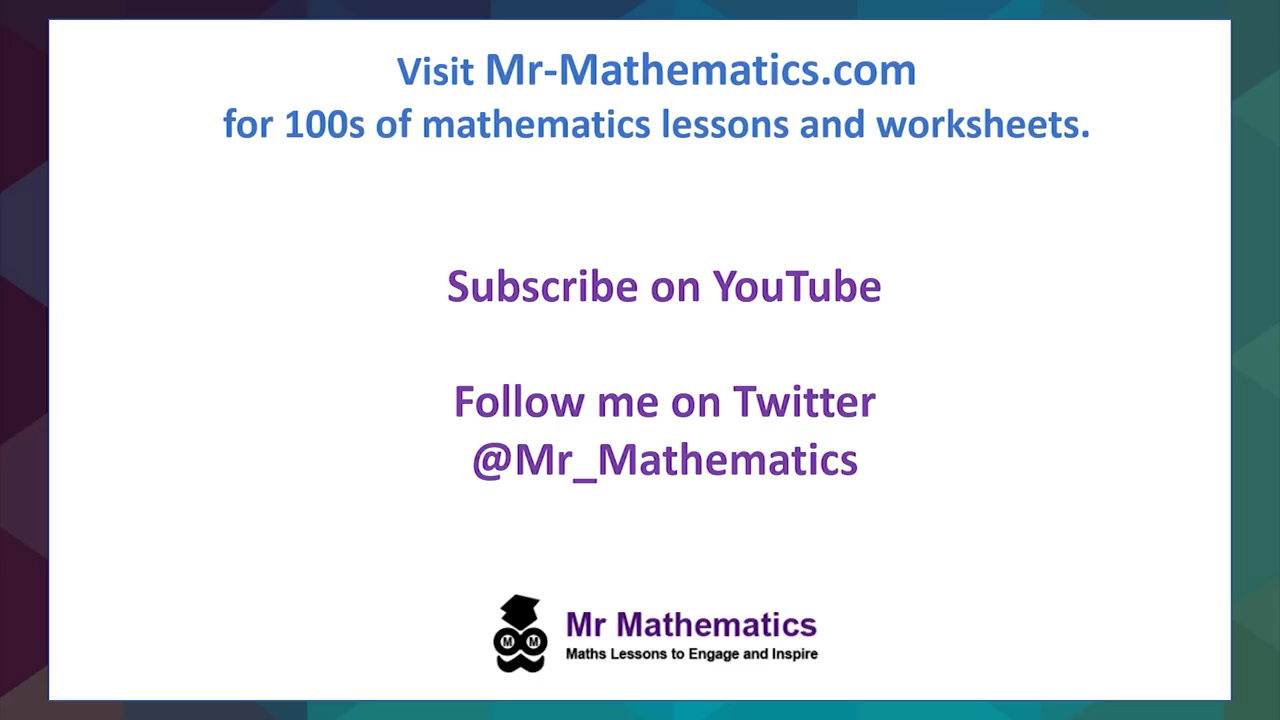 Visit Mr-Mathematics.com
for 100s of mathematics lessons and worksheets.
Subscribe on YouTube
Follow me on Twitter
@Mr_Mathematics
M M
Mr Mathematics
Maths Lessons to Engage and Inspire